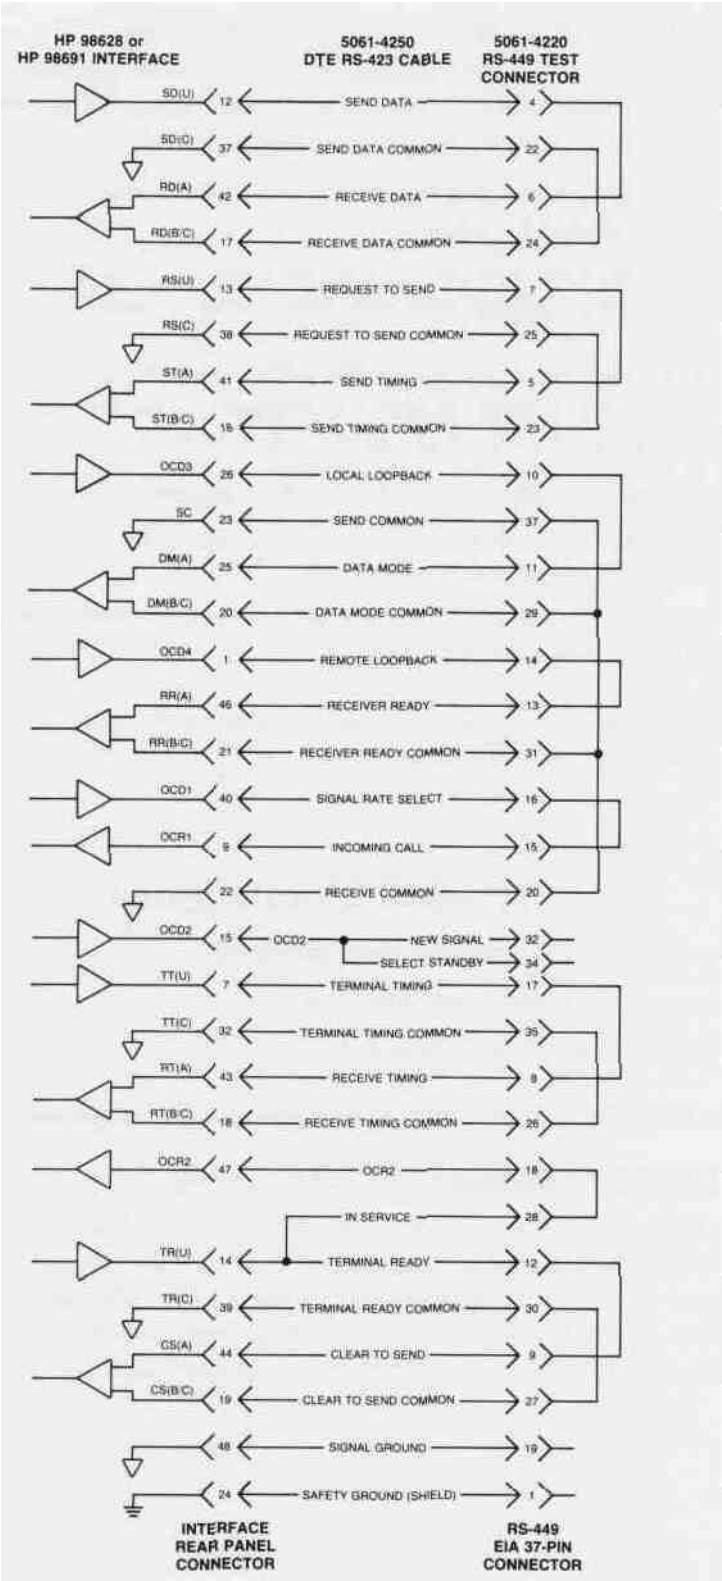 HP 98628 or
HP 98691 INTERFACE
5061-4250
DTE RS-423 CABLE
5061-4220
RS-449 TEST
CONNECTOR
SD(U) 12 SEND DATA 4
SD(C) 37 SEND DATA COMMON 22
RD(A) 42 RECEIVE DATA 6
RD(B/C) 17 RECEIVE DATA COMMON 24
RS(U) 13 REQUEST TO SEND 7
RS(C) 38 REQUEST TO SEND COMMON 25
ST(A) 41 SEND TIMING 5
ST(B/C) 16 SEND TIMING COMMON 23
OCD3 26 LOCAL LOOPBACK 10
SC 23 SEND COMMON 37
DM(A) 25 DATA MODE 11
DM(B/C) 20 DATA MODE COMMON 29
OCD4 1 REMOTE LOOPBACK 14
RR(A) 46 RECEIVER READY 13
RR(B/C) 21 RECEIVER READY COMMON 31
OCD1 40 SIGNAL RATE SELECT 16
OCR1 9 INCOMING CALL 15
22 RECEIVE COMMON 20
OCD2 15 OCD2 NEW SIGNAL 32
SELECT STANDBY 34
TT(U) 7 TERMINAL TIMING 17
TT(C) 32 TERMINAL TIMING COMMON 35
RT(A) 43 RECEIVE TIMING 8
RT(B/C) 18 RECEIVE TIMING COMMON 26
OCR2 47 OCR2 18
IN SERVICE 28
TR(U) 14 TERMINAL READY 12
TR(C) 39 TERMINAL READY COMMON 30
CS(A) 44 CLEAR TO SEND 9
CS(B/C) 19 CLEAR TO SEND COMMON 27
48 SIGNAL GROUND 19
24 SAFETY GROUND (SHIELD) 1
INTERFACE
REAR PANEL
CONNECTOR
RS-449
EIA 37-PIN
CONNECTOR